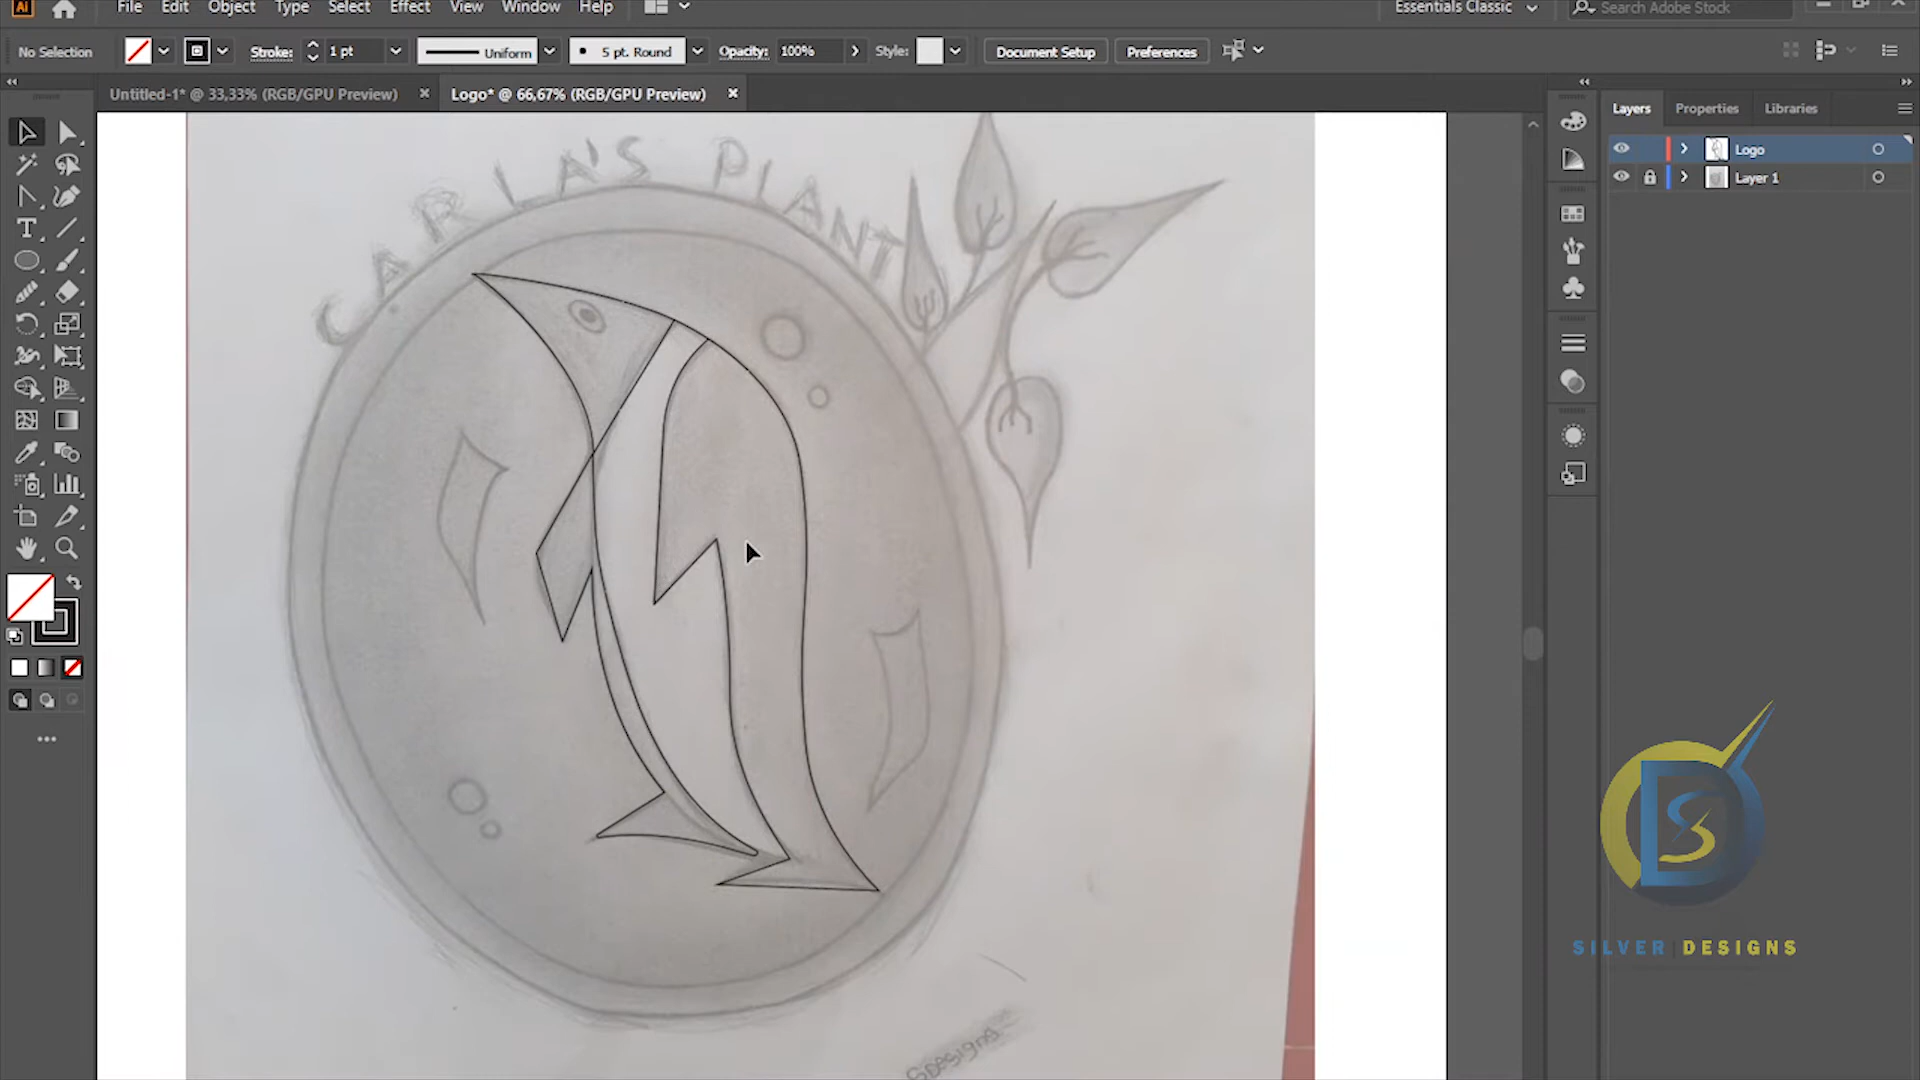 Ai File Edit Object Type Select Effect View Window Help Essentials Classic Search Adobe Stock
No Selection Stroke: 1 pt Uniform 5 pt. Round Opacity: 100% Style: Document Setup Preferences
Untitled-1* @ 33,33% (RGB/GPU Preview) Logo* @ 66,67% (RGB/GPU Preview)
Layers Properties Libraries
Logo
Layer 1
CARLA'S PLANT
SDesigns
SILVER DESIGNS